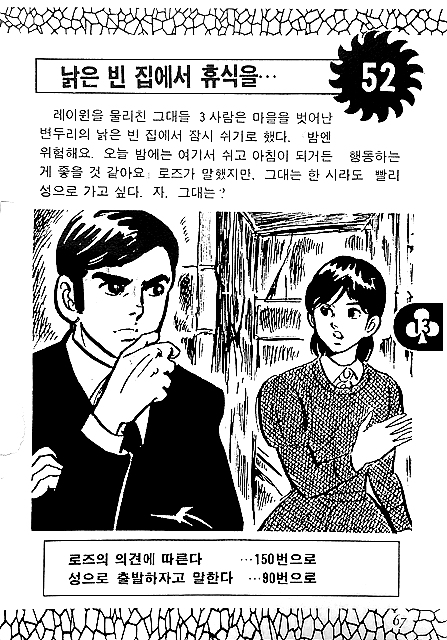 낡은 빈 집에서 휴식을…
52
레이윈을 물리친 그대들 3사람은 마을을 벗어난
변두리의 낡은 빈 집에서 잠시 쉬기로 했다. 밤엔
위험해요. 오늘 밤에는 여기서 쉬고 아침이 되거든 행동하는
게 좋을 것 같아요」 로즈가 말했지만, 그대는 한 시라도 빨리
성으로 가고 싶다. 자, 그대는?
13
로즈의 의견에 따른다 …150번으로
성으로 출발하자고 말한다 …90번으로
67